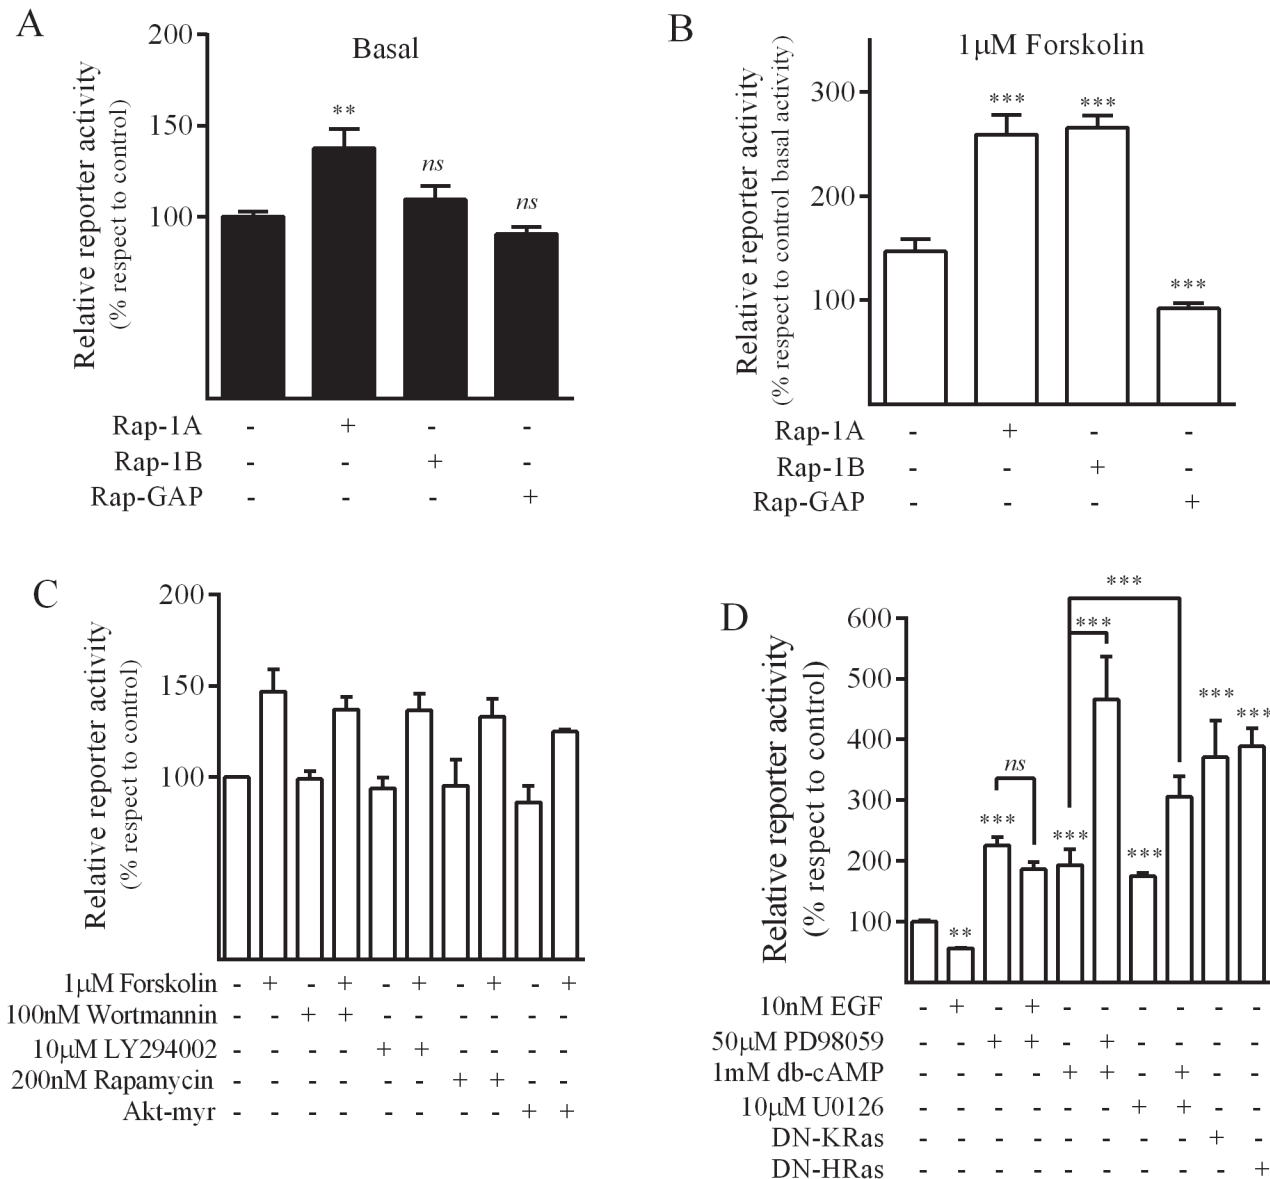 A
Basal
Relative reporter activity
(% respect to control)
200
150
100
**
ns
ns
Rap-1A - + - -
Rap-1B - - + -
Rap-GAP - - - +
B
1μM Forskolin
Relative reporter activity
(% respect to control basal activity)
300
200
100
***
***
***
Rap-1A - + - -
Rap-1B - - + -
Rap-GAP - - - +
C
Relative reporter activity
(% respect to control)
200
150
100
1μM Forskolin - + - + - + - + - +
100nM Wortmannin - - + + - - - - - -
10μM LY294002 - - - - + + - - - -
200nM Rapamycin - - - - - - + + - -
Akt-myr - - - - - - - - + +
D
Relative reporter activity
(% respect to control)
600
500
400
300
200
100
***
***
***
***
ns
***
***
***
**
10nM EGF - + - + - - - - - -
50μM PD98059 - - + + - + - - - -
1mM db-cAMP - - - - + + - + - -
10μM U0126 - - - - - - + + - -
DN-KRas - - - - - - - - + -
DN-HRas - - - - - - - - - +